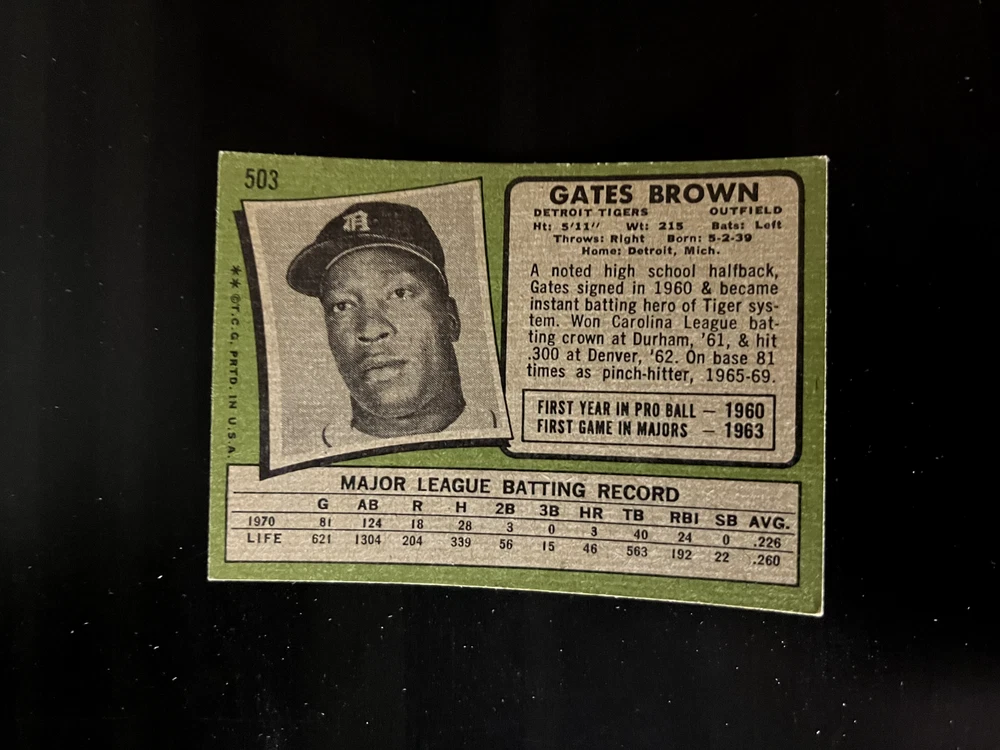 503
** ©T.C.G. PRTD. IN U.S.A.
GATES BROWN
DETROIT TIGERS OUTFIELD
Ht: 5'11" Wt: 215 Bats: Left
Throws: Right Born: 5-2-39
Home: Detroit, Mich.
A noted high school halfback,
Gates signed in 1960 & became
instant batting hero of Tiger sys-
tem. Won Carolina League bat-
ting crown at Durham, '61, & hit
.300 at Denver, '62. On base 81
times as pinch-hitter, 1965-69.
FIRST YEAR IN PRO BALL — 1960
FIRST GAME IN MAJORS — 1963
MAJOR LEAGUE BATTING RECORD
G AB R H 2B 3B HR TB RBI SB AVG.
1970 81 124 18 28 3 0 3 40 24 0 .226
LIFE 621 1304 204 339 56 15 46 563 192 22 .260